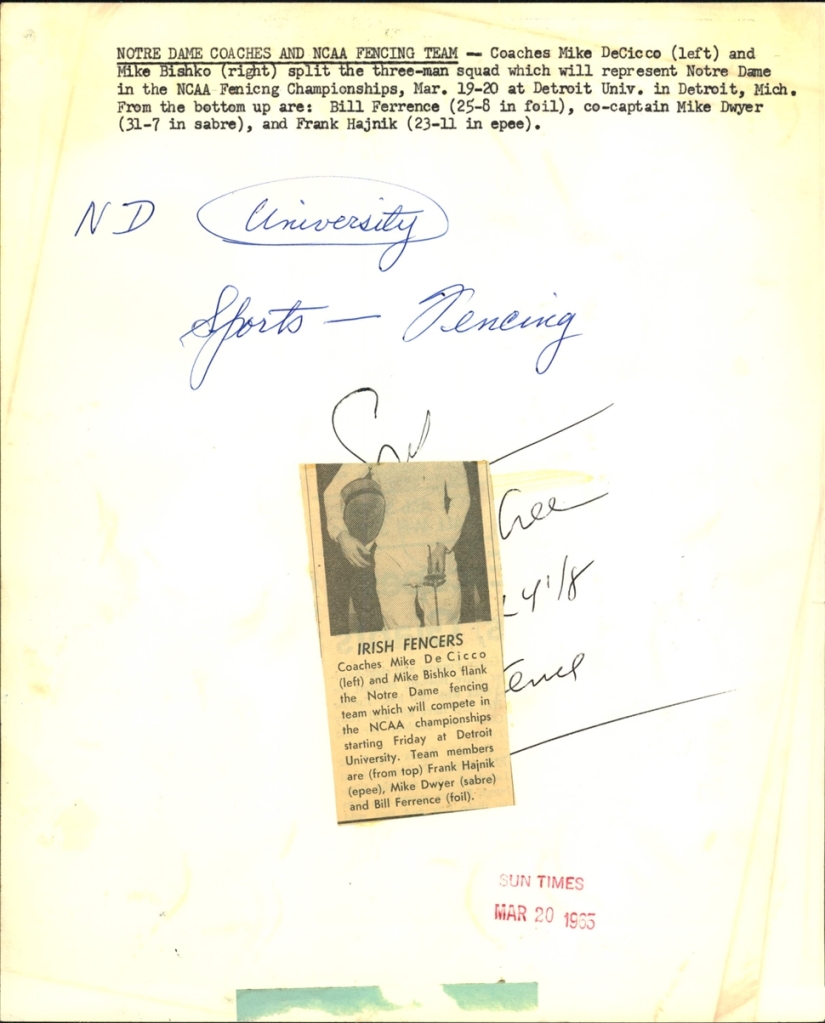 NOTRE DAME COACHES AND NCAA FENCING TEAM — Coaches Mike DeCicco (left) and
Mike Bishko (right) split the three-man squad which will represent Notre Dame
in the NCAA Fenicng Championships, Mar. 19-20 at Detroit Univ. in Detroit, Mich.
From the bottom up are: Bill Ferrence (25-8 in foil), co-captain Mike Dwyer
(31-7 in sabre), and Frank Hajnik (23-11 in epee).
ND University
Sports — Fencing
4 1/8
IRISH FENCERS
Coaches Mike De Cicco
(left) and Mike Bishko flank
the Notre Dame fencing
team which will compete in
the NCAA championships
starting Friday at Detroit
University. Team members
are (from top) Frank Hajnik
(epee), Mike Dwyer (sabre)
and Bill Ferrence (foil).
SUN TIMES
MAR 20 1965